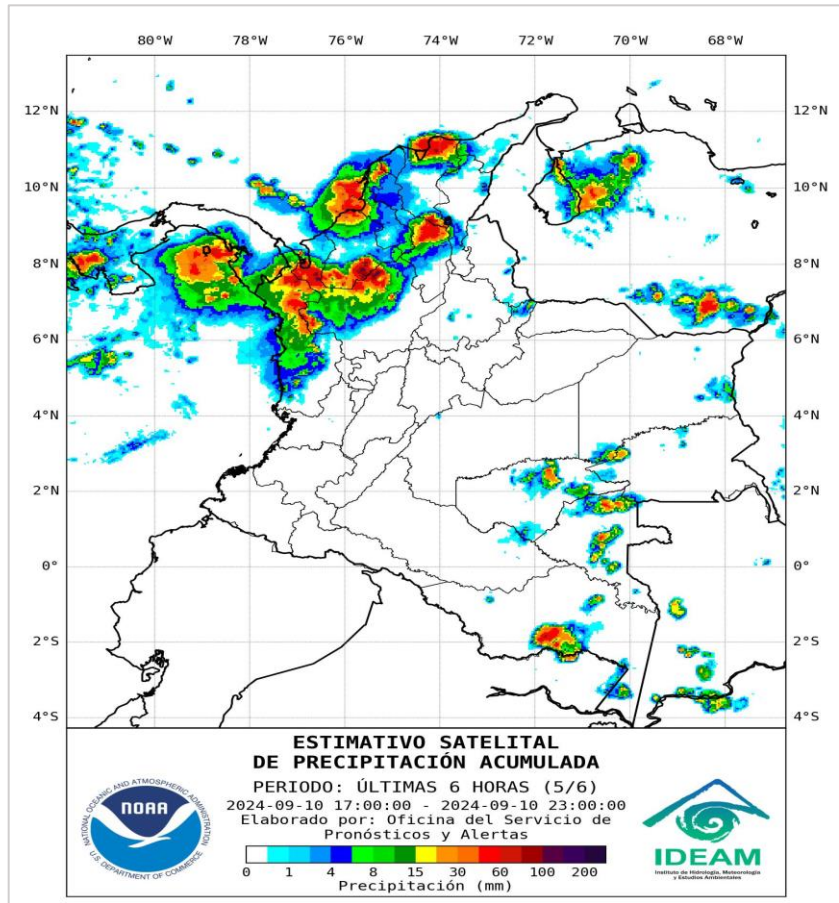 80°W 78°W 76°W 74°W 72°W 70°W 68°W
12°N 12°N
10°N 10°N
8°N 8°N
6°N 6°N
4°N 4°N
2°N 2°N
0° 0°
2°S 2°S
4°S 4°S
ESTIMATIVO SATELITAL
DE PRECIPITACIÓN ACUMULADA
PERIODO: ÚLTIMAS 6 HORAS (5/6)
2024-09-10 17:00:00 - 2024-09-10 23:00:00
Elaborado por: Oficina del Servicio de
Pronósticos y Alertas
0 1 4 8 15 30 60 100 200
Precipitación (mm)
NATIONAL OCEANIC AND ATMOSPHERIC ADMINISTRATION
NOAA
U.S. DEPARTMENT OF COMMERCE
IDEAM
Instituto de Hidrología, Meteorología
y Estudios Ambientales